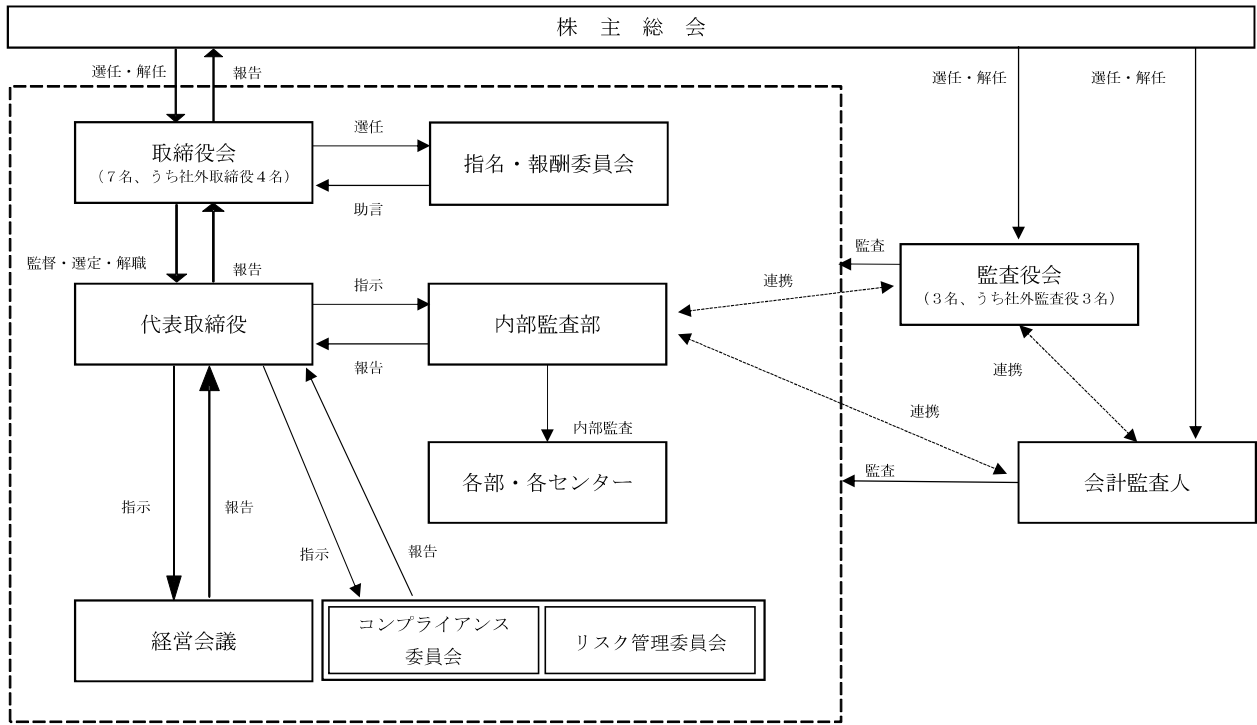 株　主　総　会
選任・解任
報告
選任・解任
選任・解任
取締役会
（７名、うち社外取締役４名）
選任
助言
指名・報酬委員会
監督・選定・解職
報告
監査
監査役会
（３名、うち社外監査役３名）
連携
代表取締役
指示
報告
内部監査部
連携
連携
内部監査
各部・各センター
監査
会計監査人
指示
報告
指示
報告
経営会議
コンプライアンス
委員会
リスク管理委員会